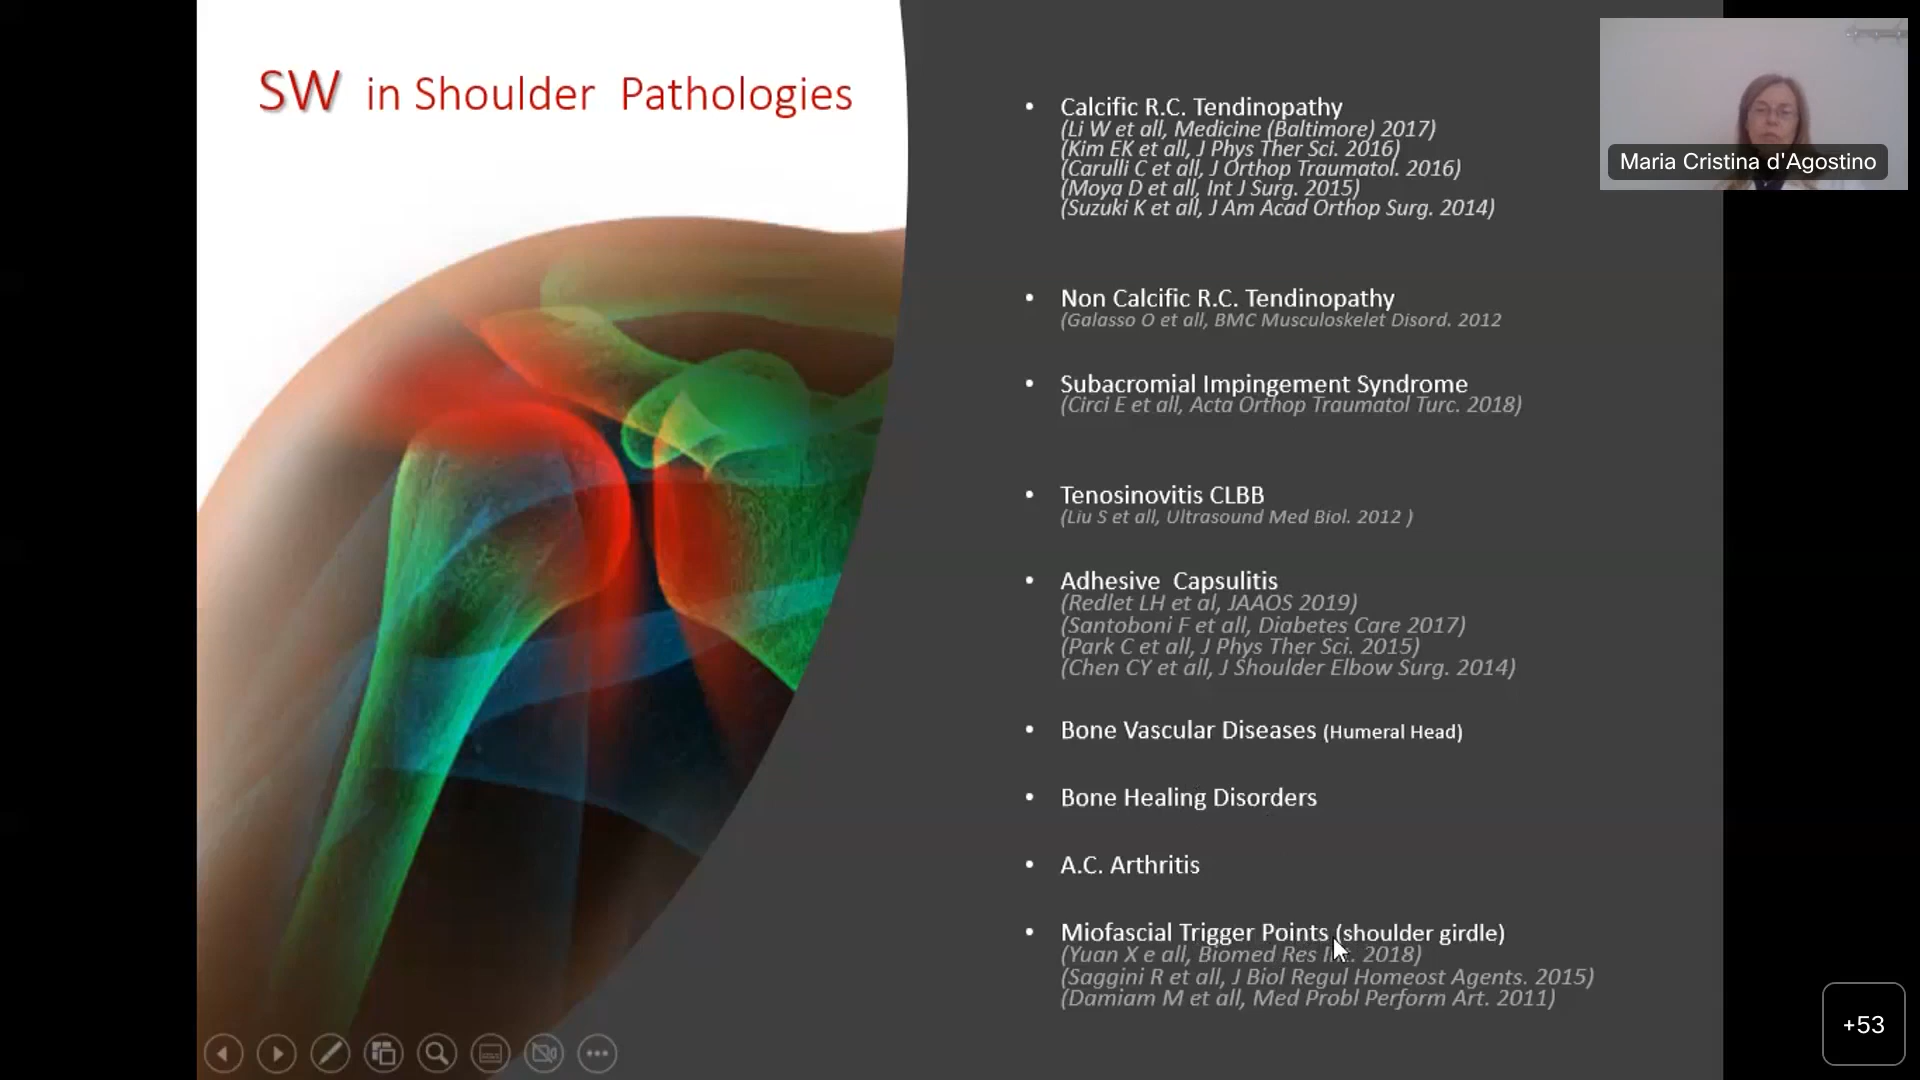 SW in Shoulder Pathologies
• Calcific R.C. Tendinopathy
(Li W et all, Medicine (Baltimore) 2017)
(Kim EK et all, J Phys Ther Sci. 2016)
(Carulli C et all, J Orthop Traumatol. 2016)
(Moya D et all, Int J Surg. 2015)
(Suzuki K et all, J Am Acad Orthop Surg. 2014)
• Non Calcific R.C. Tendinopathy
(Galasso O et all, BMC Musculoskelet Disord. 2012
• Subacromial Impingement Syndrome
(Circi E et all, Acta Orthop Traumatol Turc. 2018)
• Tenosinovitis CLBB
(Liu S et all, Ultrasound Med Biol. 2012 )
• Adhesive Capsulitis
(Redlet LH et al, JAAOS 2019)
(Santoboni F et all, Diabetes Care 2017)
(Park C et all, J Phys Ther Sci. 2015)
(Chen CY et all, J Shoulder Elbow Surg. 2014)
• Bone Vascular Diseases (Humeral Head)
• Bone Healing Disorders
• A.C. Arthritis
• Miofascial Trigger Points (shoulder girdle)
(Yuan X e all, Biomed Res Int. 2018)
(Saggini R et all, J Biol Regul Homeost Agents. 2015)
(Damiam M et all, Med Probl Perform Art. 2011)
Maria Cristina d'Agostino
+53